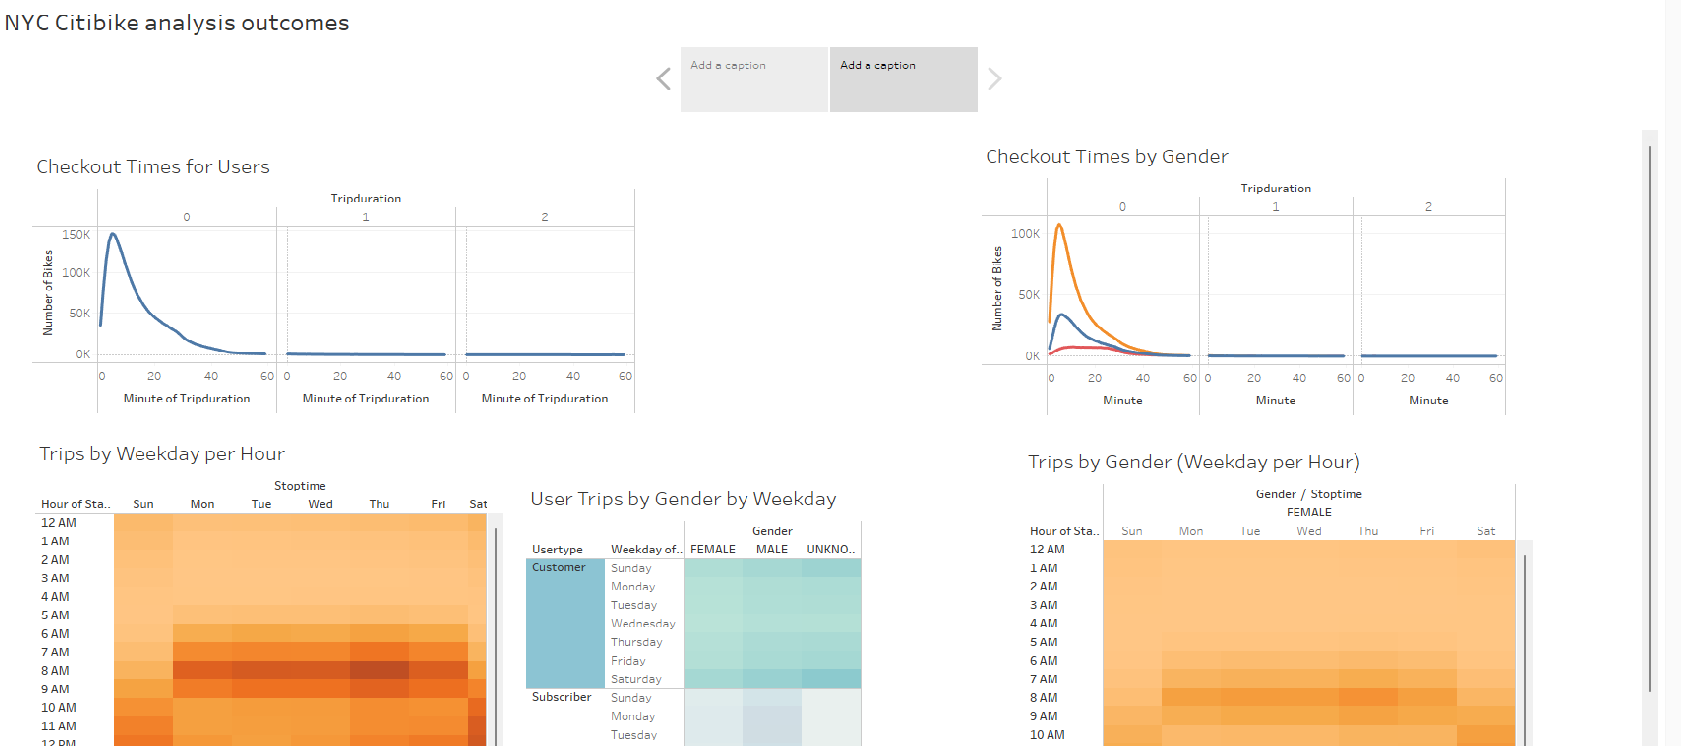 NYC Citibike analysis outcomes
Add a caption
Add a caption
Checkout Times for Users
Tripduration
0 1 2
Number of Bikes
150K
100K
50K
0K
0 20 40 60 0 20 40 60 0 20 40 60
Minute of Tripduration Minute of Tripduration Minute of Tripduration
Checkout Times by Gender
Tripduration
0 1 2
Number of Bikes
100K
50K
0K
0 20 40 60 0 20 40 60 0 20 40 60
Minute Minute Minute
Trips by Weekday per Hour
Stoptime
Hour of Sta.. Sun Mon Tue Wed Thu Fri Sat
12 AM
1 AM
2 AM
3 AM
4 AM
5 AM
6 AM
7 AM
8 AM
9 AM
10 AM
11 AM
12 PM
User Trips by Gender by Weekday
Gender
Usertype Weekday of.. FEMALE MALE UNKNO..
Customer Sunday
Monday
Tuesday
Wednesday
Thursday
Friday
Saturday
Subscriber Sunday
Monday
Tuesday
Trips by Gender (Weekday per Hour)
Gender / Stoptime
FEMALE
Hour of Sta.. Sun Mon Tue Wed Thu Fri Sat
12 AM
1 AM
2 AM
3 AM
4 AM
5 AM
6 AM
7 AM
8 AM
9 AM
10 AM